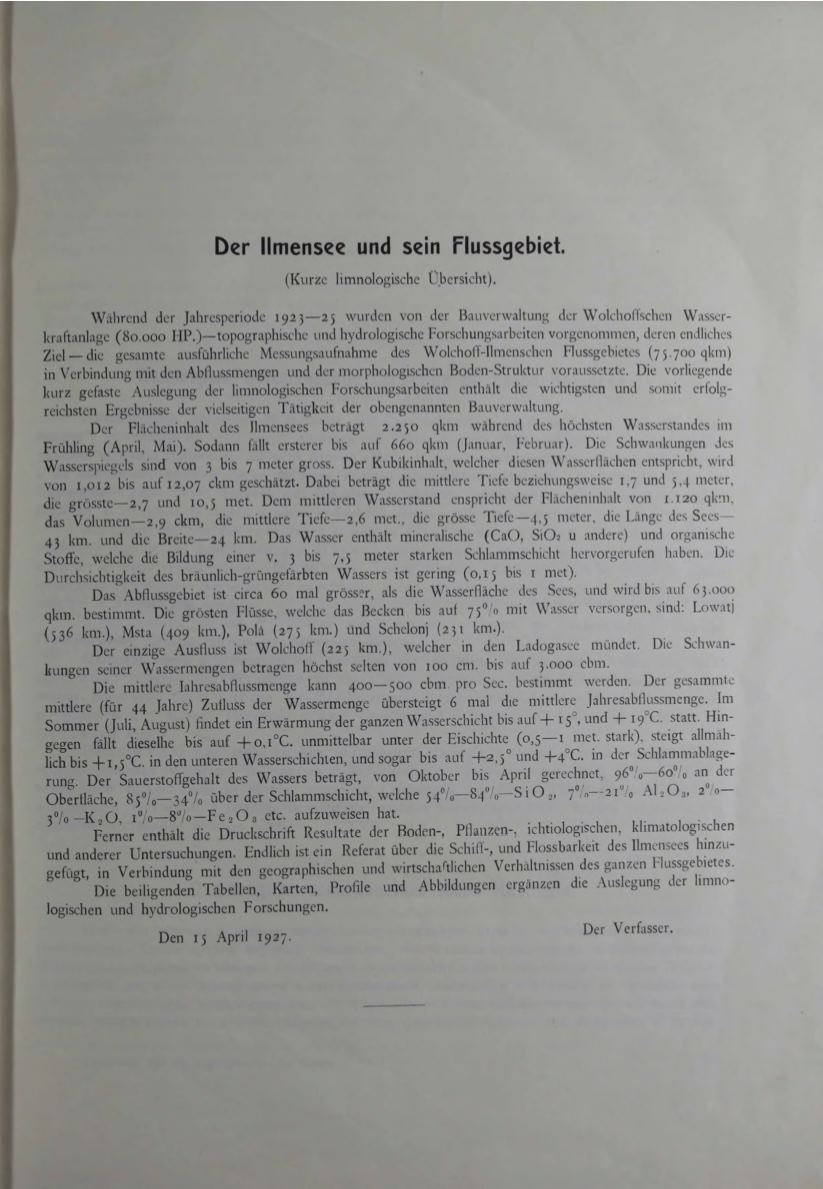 Der Ilmensee und sein Flussgebiet.
(Kurze limnologische Übersicht).
Während der Jahresperiode 1923—25 wurden von der Bauverwaltung der Wolchoffschen Wasser-
kraftanlage (80.000 HP.)—topographische und hydrologische Forschungsarbeiten vorgenommen, deren endliches
Ziel — die gesamte ausführliche Messungsaufnahme des Wolchoff-Ilmenschen Flussgebietes (75.700 qkm)
in Verbindung mit den Abflussmengen und der morphologischen Boden-Struktur voraussetzte. Die vorliegende
kurz gefaste Auslegung der limnologischen Forschungsarbeiten enthält die wichtigsten und somit erfolg-
reichsten Ergebnisse der vielseitigen Tätigkeit der obengenannten Bauverwaltung.
Der Flächeninhalt des Ilmensees beträgt 2.250 qkm während des höchsten Wasserstandes im
Frühling (April, Mai). Sodann fällt ersterer bis auf 660 qkm (Januar, Februar). Die Schwankungen des
Wasserspiegels sind von 3 bis 7 meter gross. Der Kubikinhalt, welcher diesen Wasserflächen entspricht, wird
von 1,012 bis auf 12,07 ckm geschätzt. Dabei beträgt die mittlere Tiefe beziehungsweise 1,7 und 5,4 meter,
die grösste—2,7 und 10,5 met. Dem mittleren Wasserstand enspricht der Flächeninhalt von 1.120 qkm,
das Volumen—2,9 ckm, die mittlere Tiefe—2,6 met., die grösse Tiefe—4,5 meter, die Länge des Sees—
43 km. und die Breite—24 km. Das Wasser enthält mineralische (CaO, SiO₂ u andere) und organische
Stoffe, welche die Bildung einer v. 3 bis 7,5 meter starken Schlammschicht hervorgerufen haben. Die
Durchsichtigkeit des bräunlich-grüngefärbten Wassers ist gering (0,15 bis 1 met).
Das Abflussgebiet ist circa 60 mal grösser, als die Wasserfläche des Sees, und wird bis auf 63.000
qkm. bestimmt. Die grösten Flüsse, welche das Becken bis auf 75% mit Wasser versorgen, sind: Lowatj
(536 km.), Msta (409 km.), Pola (275 km.) und Schelonj (231 km.).
Der einzige Ausfluss ist Wolchoff (225 km.), welcher in den Ladogasee mündet. Die Schwan-
kungen seiner Wassermengen betragen höchst selten von 100 cm. bis auf 3.000 cbm.
Die mittlere Iahresabflussmenge kann 400—500 cbm. pro Sec. bestimmt werden. Der gesammte
mittlere (für 44 Jahre) Zufluss der Wassermenge übersteigt 6 mal die mittlere Jahresabflussmenge. Im
Sommer (Juli, August) findet ein Erwärmung der ganzen Wasserschicht bis auf + 15°, und + 19°C. statt. Hin-
gegen fällt dieselhe bis auf +0,1°C. unmittelbar unter der Eischichte (0,5—1 met. stark), steigt allmäh-
lich bis +1,5°C. in den unteren Wasserschichten, und sogar bis auf +2,5° und +4°C. in der Schlammablage-
rung. Der Sauerstoffgehalt des Wassers beträgt, von Oktober bis April gerechnet, 96%—60% an der
Oberfläche, 85%—34% über der Schlammschicht, welche 54%—84%—SiO₂, 7%—21% Al₂O₃, 2%—
3% —K₂O, 1%—8%—Fe₂O₃ etc. aufzuweisen hat.
Ferner enthält die Druckschrift Resultate der Boden-, Pflanzen-, ichtiologischen, klimatologischen
und anderer Untersuchungen. Endlich ist ein Referat über die Schiff-, und Flossbarkeit des Ilmensees hinzu-
gefügt, in Verbindung mit den geographischen und wirtschaftlichen Verhältnissen des ganzen Flussgebietes.
Die beiligenden Tabellen, Karten, Profile und Abbildungen ergänzen die Auslegung der limno-
logischen und hydrologischen Forschungen.
Den 15 April 1927.
Der Verfasser.